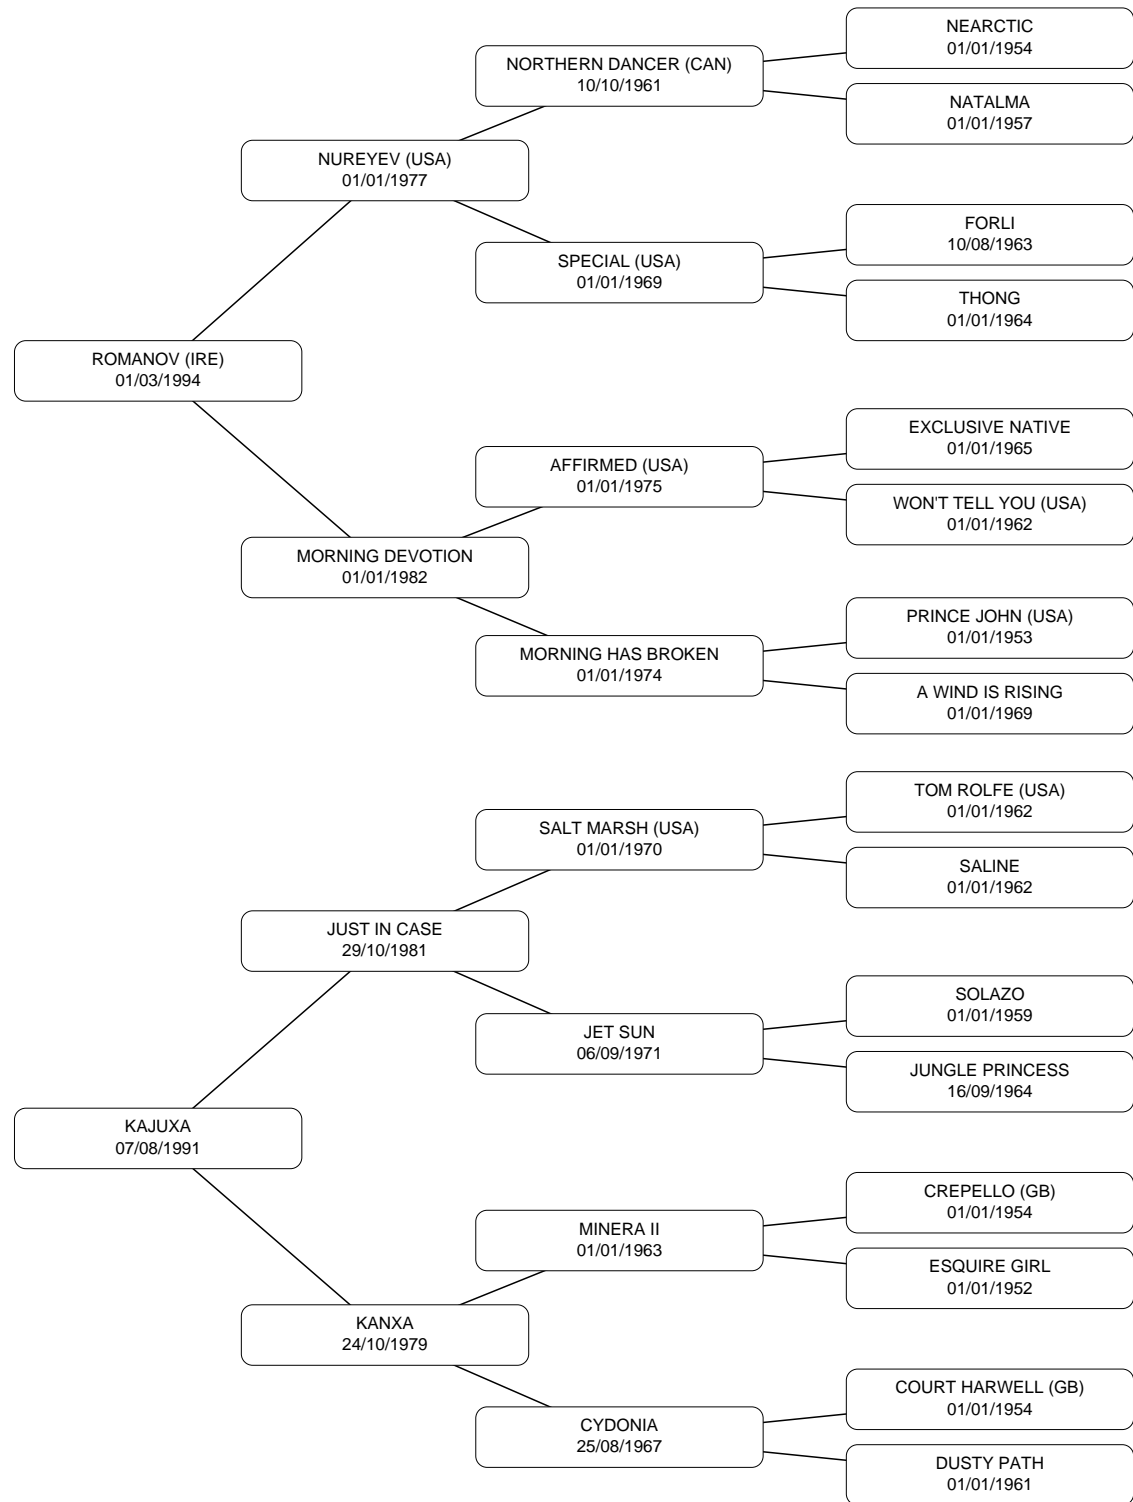 NEARCTIC
01/01/1954
NORTHERN DANCER (CAN)
10/10/1961
NATALMA
01/01/1957
NUREYEV (USA)
01/01/1977
FORLI
10/08/1963
SPECIAL (USA)
01/01/1969
THONG
01/01/1964
ROMANOV (IRE)
01/03/1994
EXCLUSIVE NATIVE
01/01/1965
AFFIRMED (USA)
01/01/1975
WON'T TELL YOU (USA)
01/01/1962
MORNING DEVOTION
01/01/1982
PRINCE JOHN (USA)
01/01/1953
MORNING HAS BROKEN
01/01/1974
A WIND IS RISING
01/01/1969
TOM ROLFE (USA)
01/01/1962
SALT MARSH (USA)
01/01/1970
SALINE
01/01/1962
JUST IN CASE
29/10/1981
SOLAZO
01/01/1959
JET SUN
06/09/1971
JUNGLE PRINCESS
16/09/1964
KAJUXA
07/08/1991
CREPELLO (GB)
01/01/1954
MINERA II
01/01/1963
ESQUIRE GIRL
01/01/1952
KANXA
24/10/1979
COURT HARWELL (GB)
01/01/1954
CYDONIA
25/08/1967
DUSTY PATH
01/01/1961